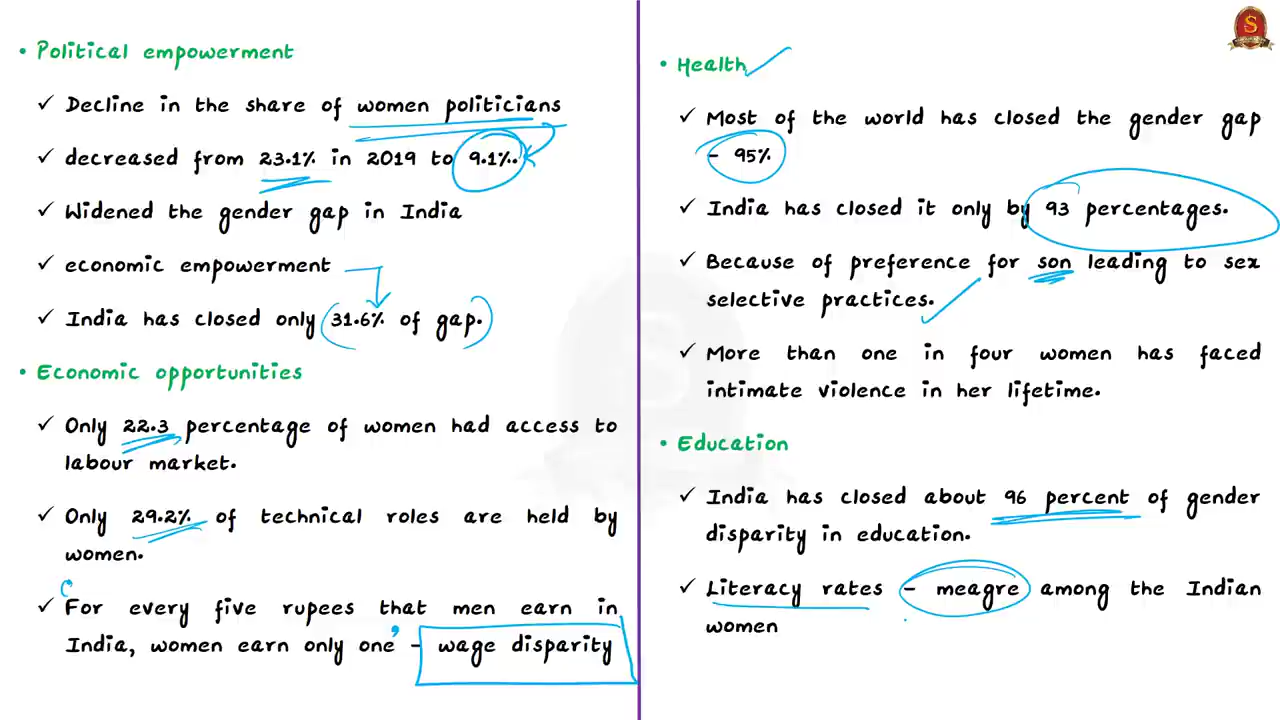 • Political empowerment
✓ Decline in the share of women politicians
✓ decreased from 23.1% in 2019 to 9.1%.
✓ Widened the gender gap in India
✓ economic empowerment
✓ India has closed only 31.6% of gap.
• Economic opportunities
✓ Only 22.3 percentage of women had access to
labour market.
✓ Only 29.2% of technical roles are held by
women.
✓ For every five rupees that men earn in
India, women earn only one - wage disparity
• Health
✓ Most of the world has closed the gender gap
- 95%
✓ India has closed it only by 93 percentages.
✓ Because of preference for son leading to sex
selective practices.
✓ More than one in four women has faced
intimate violence in her lifetime.
• Education
✓ India has closed about 96 percent of gender
disparity in education.
✓ Literacy rates - meagre among the Indian
women
S